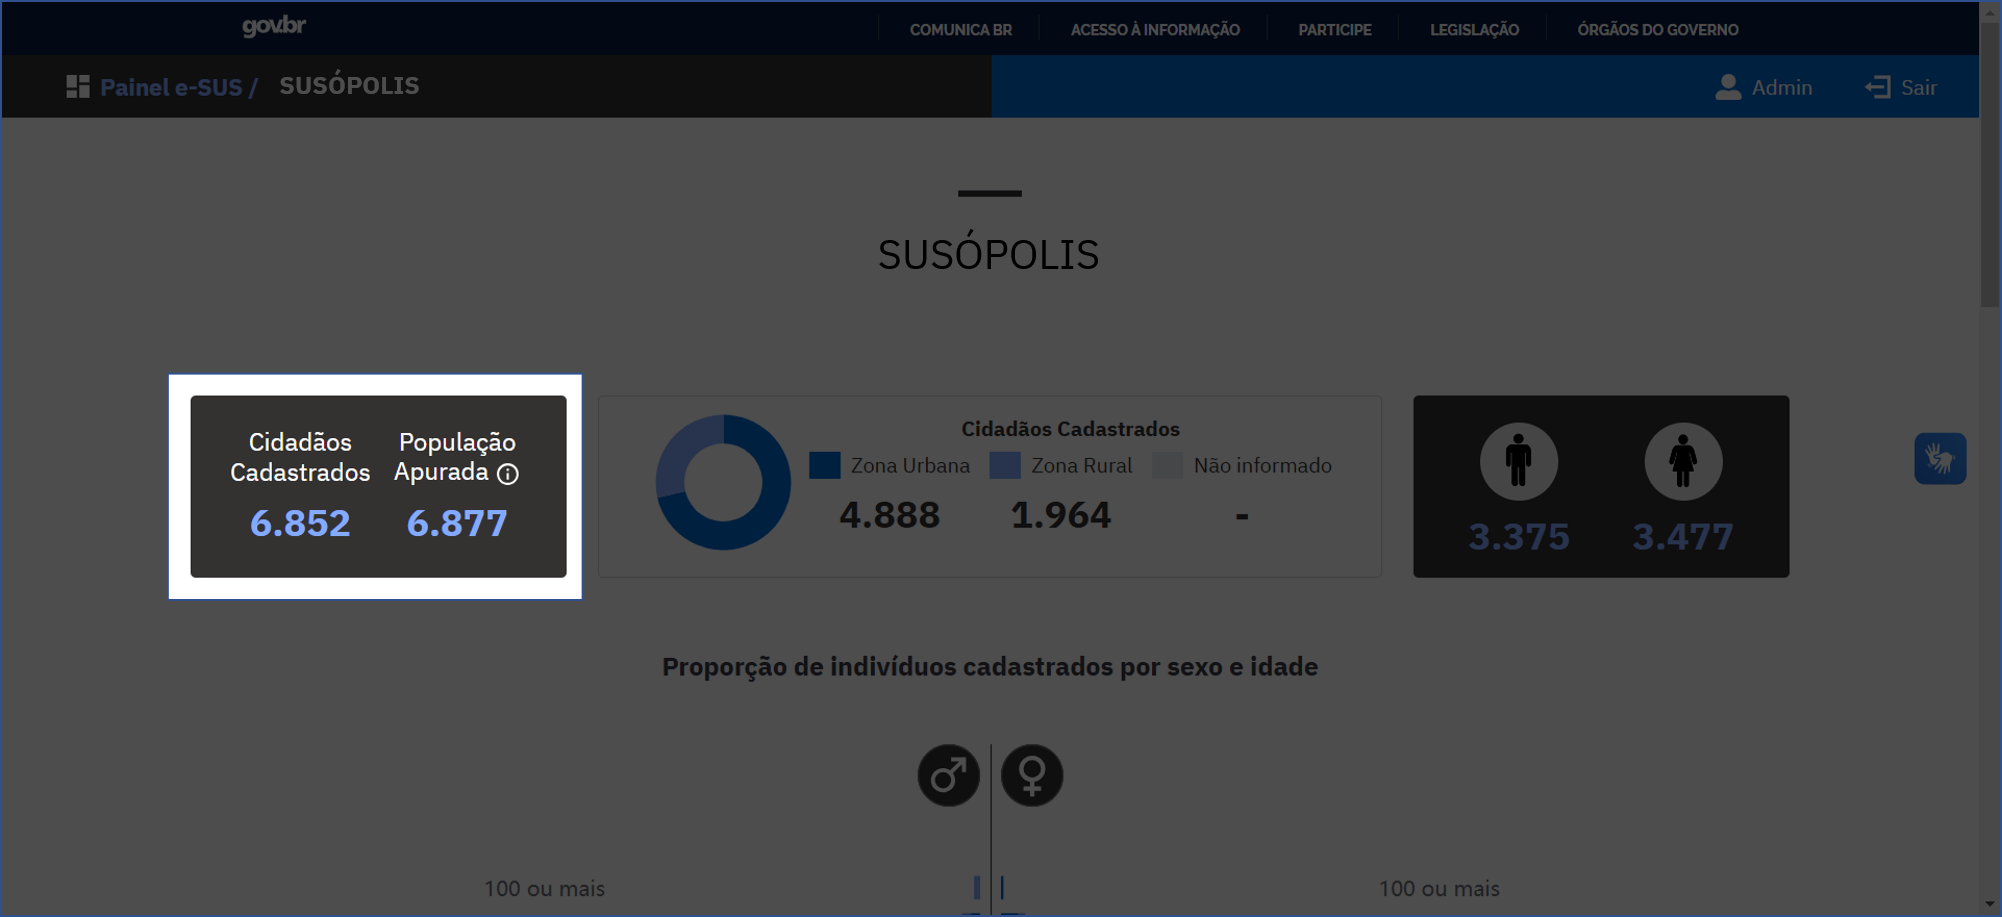 gov.br
COMUNICA BR
ACESSO À INFORMAÇÃO
PARTICIPE
LEGISLAÇÃO
ÓRGÃOS DO GOVERNO
Painel e-SUS / SUSÓPOLIS
Admin
Sair
SUSÓPOLIS
Cidadãos
Cadastrados
6.852
População
Apurada
6.877
Cidadãos Cadastrados
Zona Urbana
4.888
Zona Rural
1.964
Não informado
-
3.375
3.477
Proporção de indivíduos cadastrados por sexo e idade
100 ou mais
100 ou mais